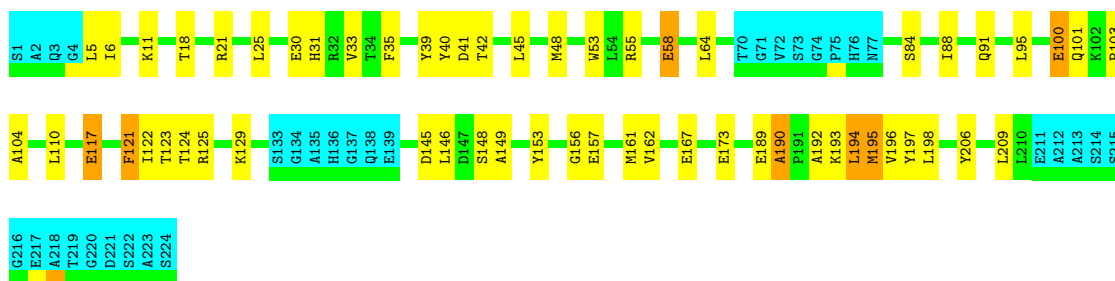 S1 A2 Q3 G4 L5 I6 K11 T18 R21 L25 E30 H31 R32 V33 T34 F35 Y39 Y40 D41 T42 L45 M48 W53 L54 R55 E58 L64 T70 G71 V72 S73 G74 P75 H76 N77 S84 I88 Q91 L95 E100 Q101 K102 R103
A104 L110 E117 F121 I122 T123 T124 R125 K129 S133 G134 A135 H136 G137 Q138 E139 D145 L146 D147 S148 A149 Y153 G156 E157 M161 V162 E167 E173 E189 A190 P191 A192 K193 L194 M195 V196 Y197 L198 Y206 L209 L210 E211 A212 A213 S214 S215
G216 E217 A218 T219 G220 D221 S222 A223 S224